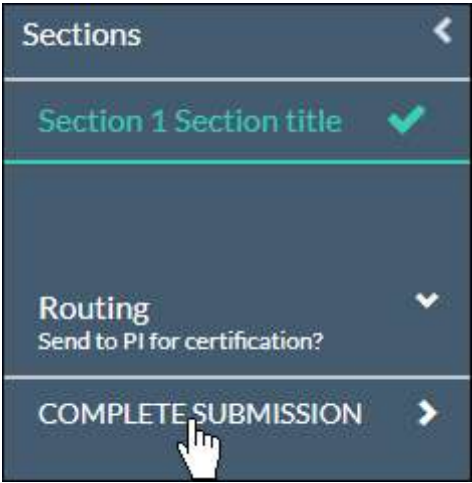 Sections
Section 1 Section title
Routing
Send to PI for certification?
COMPLETE SUBMISSION